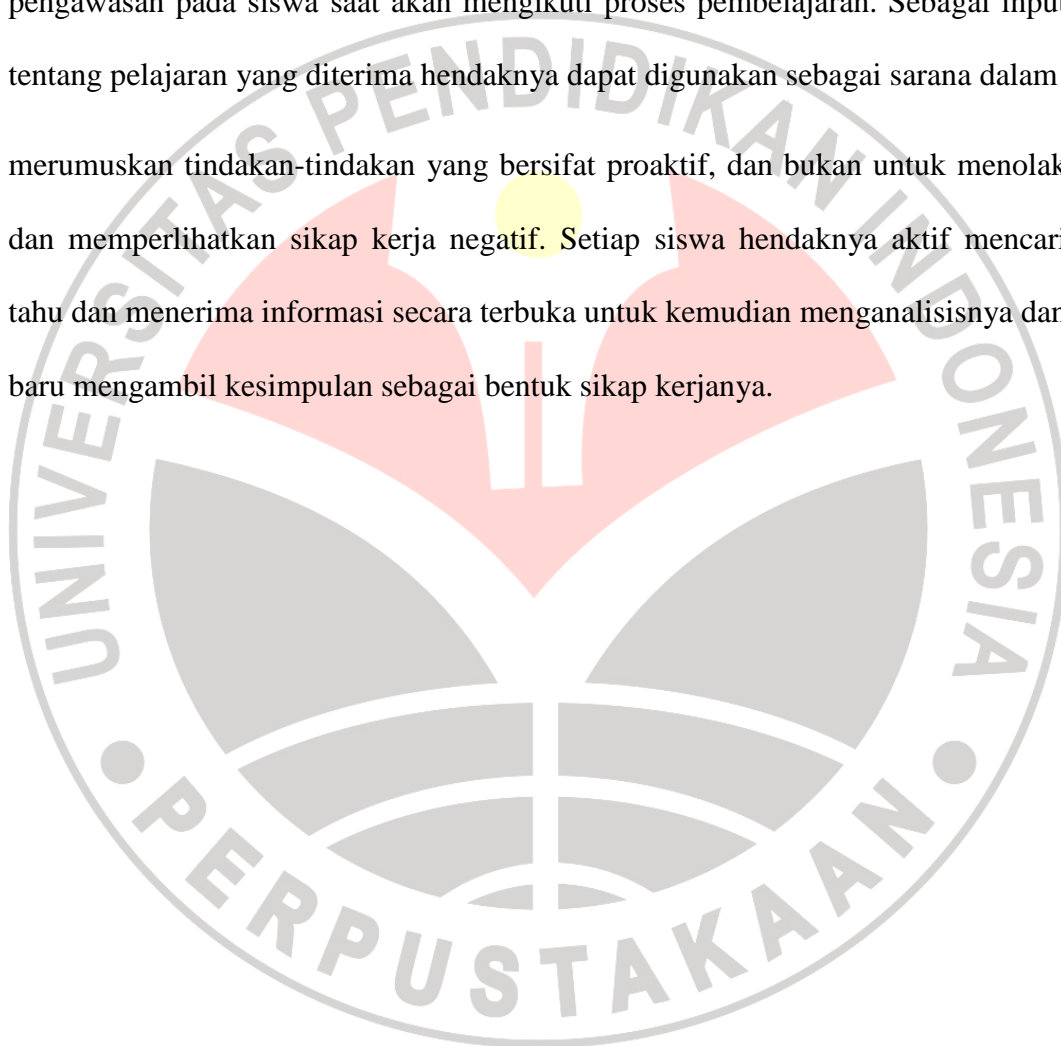 pengawasan pada siswa saat akan mengikuti proses pembelajaran. Sebagai input
tentang pelajaran yang diterima hendaknya dapat digunakan sebagai sarana dalam
merumuskan tindakan-tindakan yang bersifat proaktif, dan bukan untuk menolak
dan memperlihatkan sikap kerja negatif. Setiap siswa hendaknya aktif mencari
tahu dan menerima informasi secara terbuka untuk kemudian menganalisisnya dan
baru mengambil kesimpulan sebagai bentuk sikap kerjanya.
UNIVERSITAS PENDIDIKAN INDONESIA
PERPUSTAKAAN